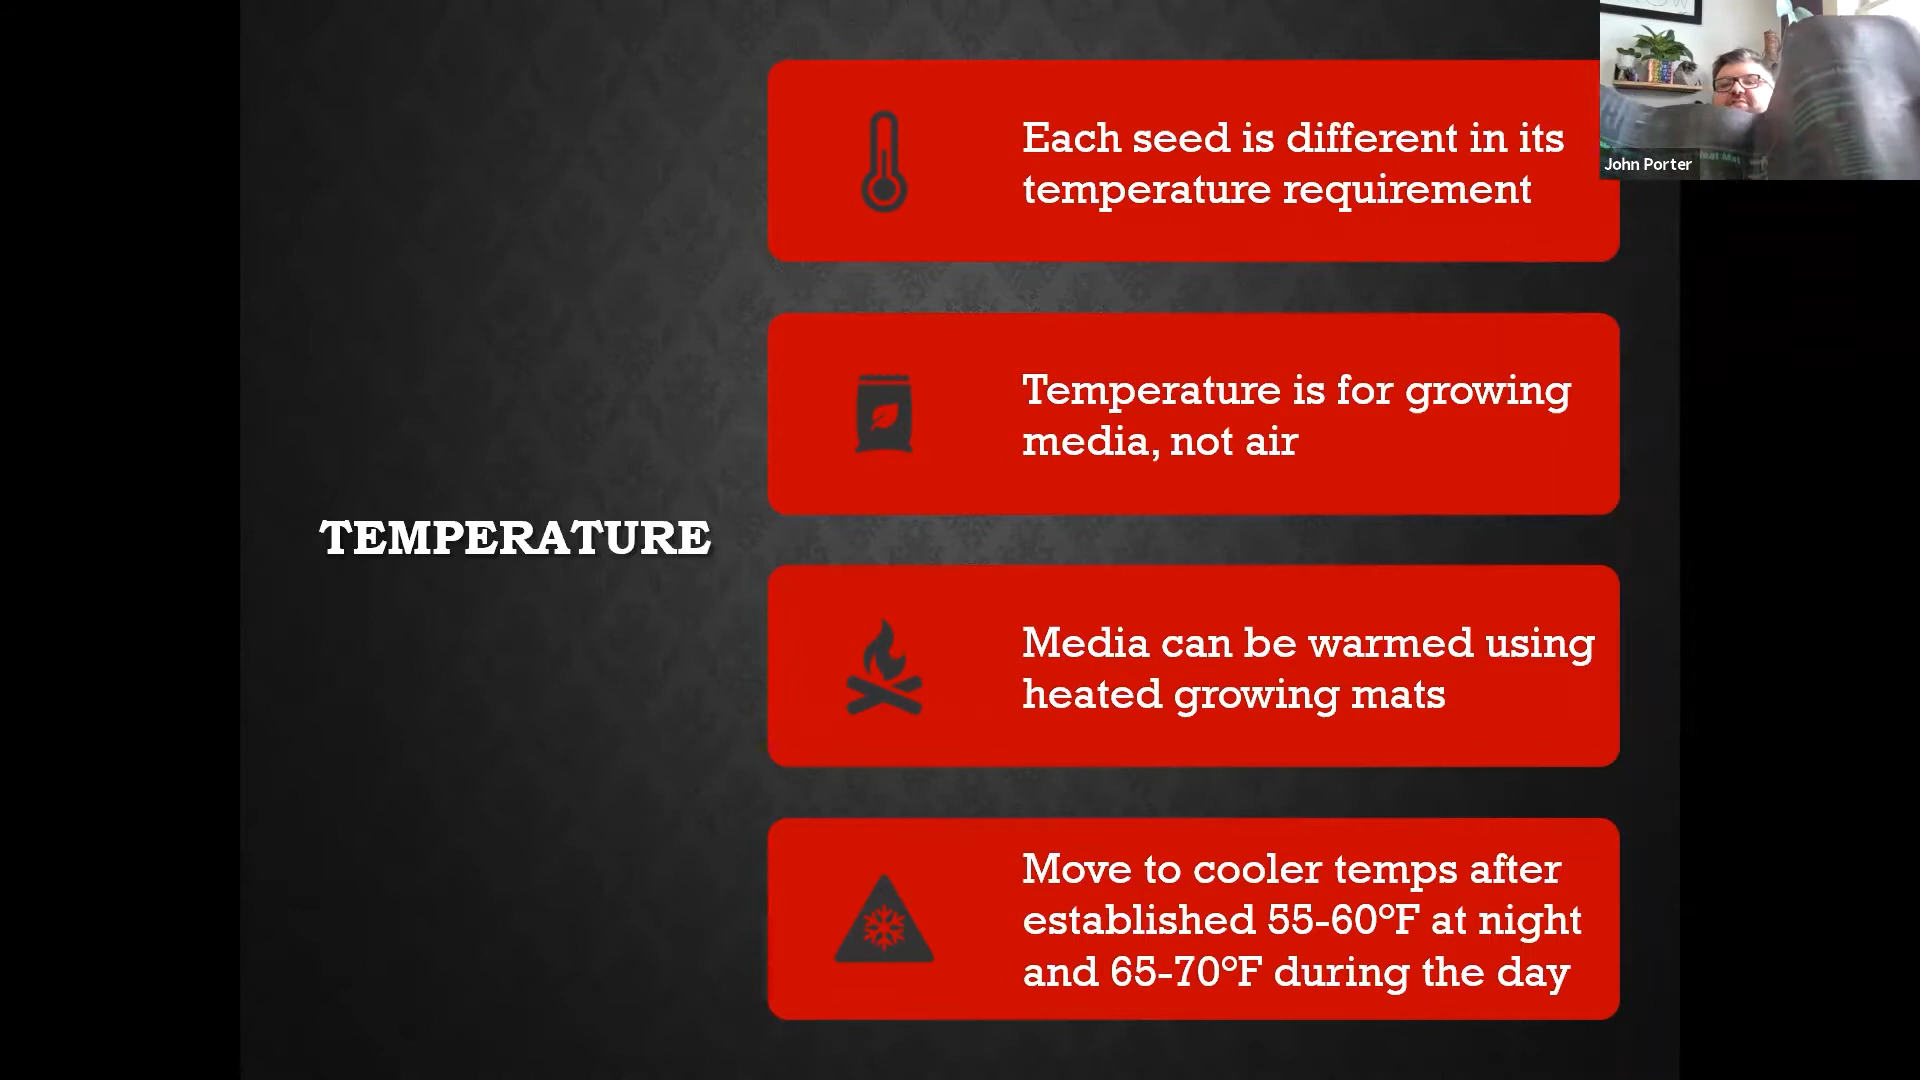 TEMPERATURE
Each seed is different in its
temperature requirement
Temperature is for growing
media, not air
Media can be warmed using
heated growing mats
Move to cooler temps after
established 55-60°F at night
and 65-70°F during the day
John Porter